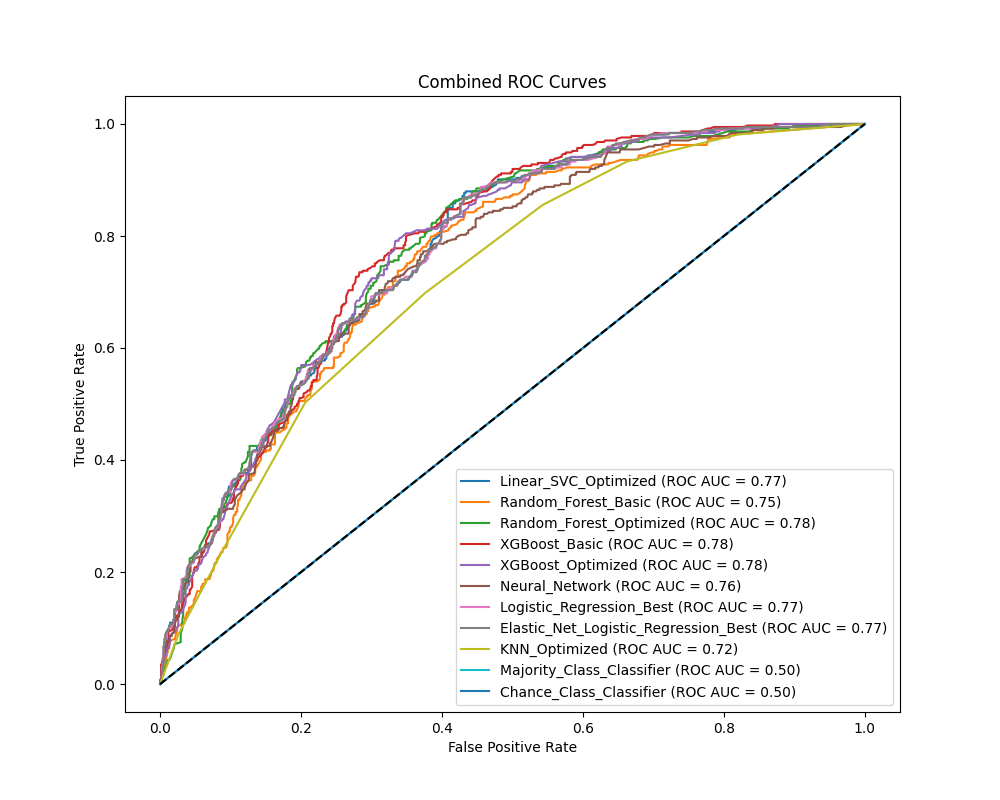 Combined ROC Curves
1.0
0.8
0.6
0.4
0.2
0.0
True Positive Rate
Linear_SVC_Optimized (ROC AUC = 0.77)
Random_Forest_Basic (ROC AUC = 0.75)
Random_Forest_Optimized (ROC AUC = 0.78)
XGBoost_Basic (ROC AUC = 0.78)
XGBoost_Optimized (ROC AUC = 0.78)
Neural_Network (ROC AUC = 0.76)
Logistic_Regression_Best (ROC AUC = 0.77)
Elastic_Net_Logistic_Regression_Best (ROC AUC = 0.77)
KNN_Optimized (ROC AUC = 0.72)
Majority_Class_Classifier (ROC AUC = 0.50)
Chance_Class_Classifier (ROC AUC = 0.50)
0.0 0.2 0.4 0.6 0.8 1.0
False Positive Rate